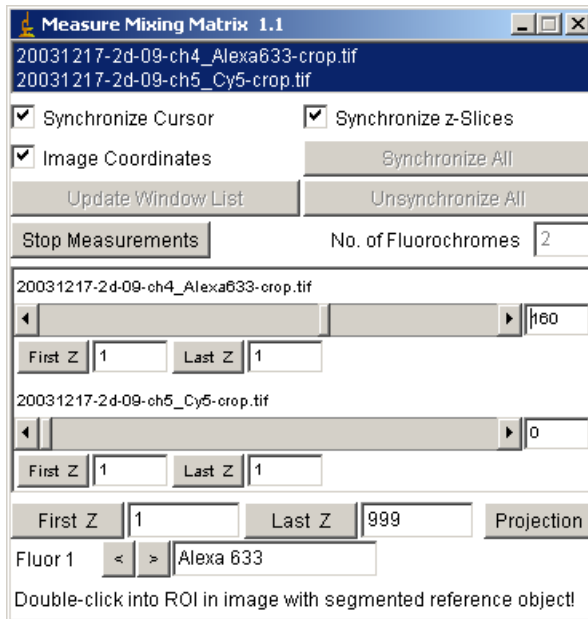 Measure Mixing Matrix 1.1
20031217-2d-09-ch4_Alexa633-crop.tif
20031217-2d-09-ch5_Cy5-crop.tif
Synchronize Cursor Synchronize z-Slices
Image Coordinates Synchronize All
Update Window List Unsynchronize All
Stop Measurements No. of Fluorochromes 2
20031217-2d-09-ch4_Alexa633-crop.tif
160
First Z 1 Last Z 1
20031217-2d-09-ch5_Cy5-crop.tif
0
First Z 1 Last Z 1
First Z 1 Last Z 999 Projection
Fluor 1 < > Alexa 633
Double-click into ROI in image with segmented reference object!